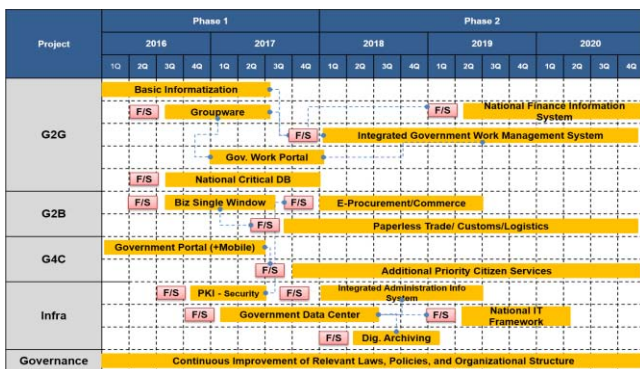 Project
Phase 1
Phase 2
2016
2017
2018
2019
2020
1Q 2Q 3Q 4Q 1Q 2Q 3Q 4Q 1Q 2Q 3Q 4Q 1Q 2Q 3Q 4Q 1Q 2Q 3Q 4Q
G2G
Basic Informatization
F/S
Groupware
F/S
National Finance Information
System
F/S
Integrated Government Work Management System
Gov. Work Portal
F/S
National Critical DB
G2B
F/S
Biz Single Window
F/S
E-Procurement/Commerce
F/S
Paperless Trade/ Customs/Logistics
G4C
Government Portal (+Mobile)
F/S
Additional Priority Citizen Services
Infra
F/S
PKI - Security
F/S
Integrated Administration Info
System
F/S
Government Data Center
F/S
National IT
Framework
F/S
Dig. Archiving
Governance
Continuous Improvement of Relevant Laws, Policies, and Organizational Structure